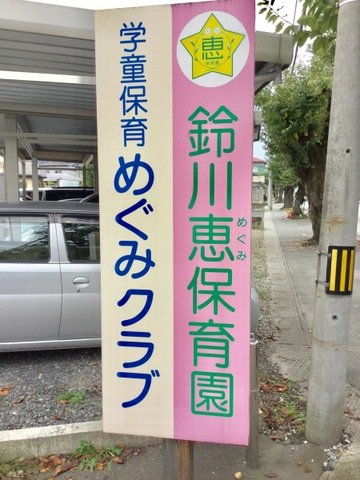 恵
鈴川恵保育園
めぐみ
学童保育 めぐみクラブ